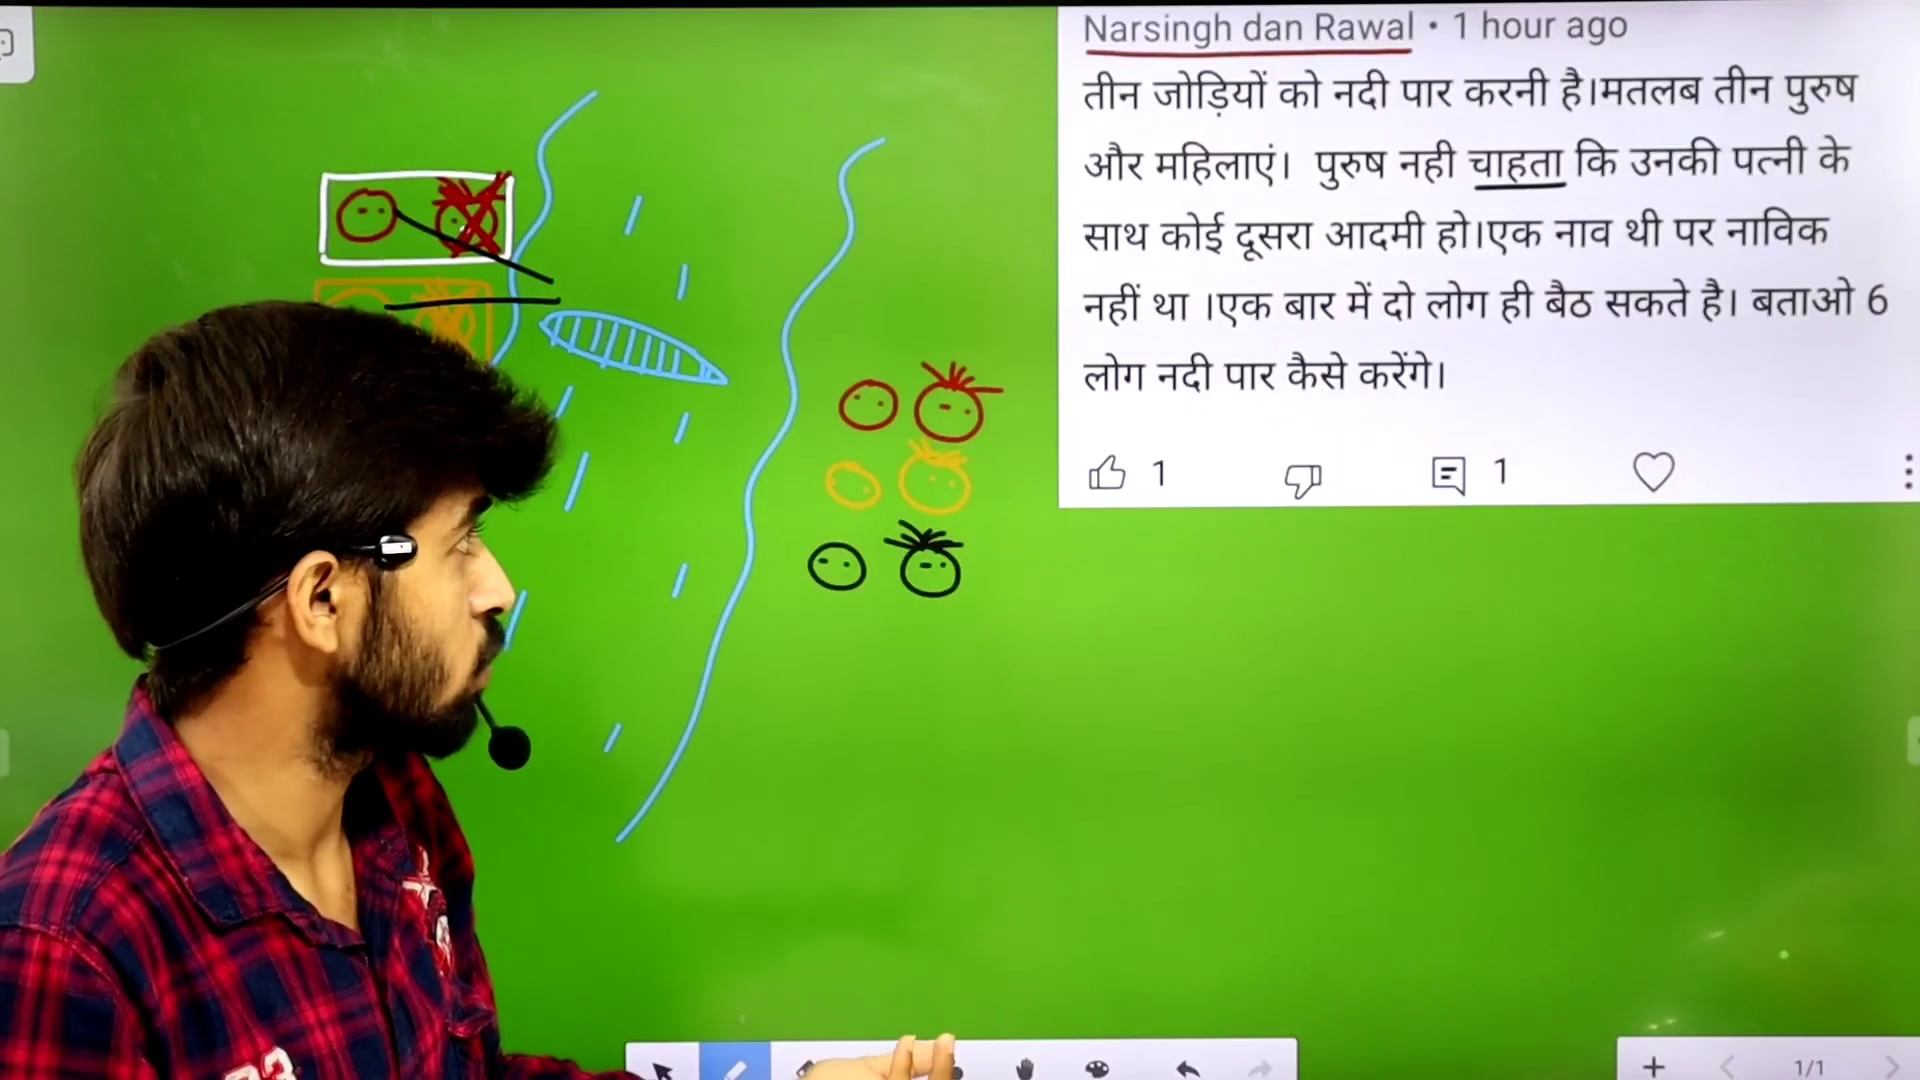 Narsingh dan Rawal • 1 hour ago
तीन जोड़ियों को नदी पार करनी है।मतलब तीन पुरुष
और महिलाएं। पुरुष नही चाहता कि उनकी पत्नी के
साथ कोई दूसरा आदमी हो।एक नाव थी पर नाविक
नहीं था ।एक बार में दो लोग ही बैठ सकते है। बताओ 6
लोग नदी पार कैसे करेंगे।
1 1
1/1